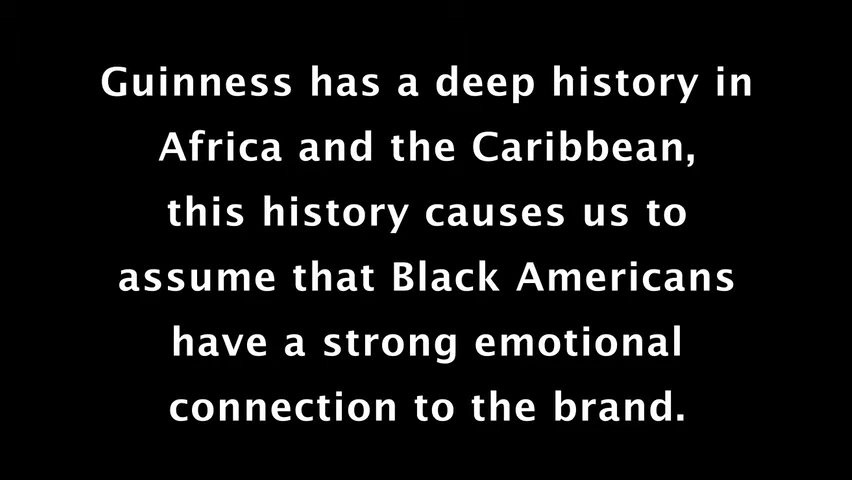 Guinness has a deep history in
Africa and the Caribbean,
this history causes us to
assume that Black Americans
have a strong emotional
connection to the brand.